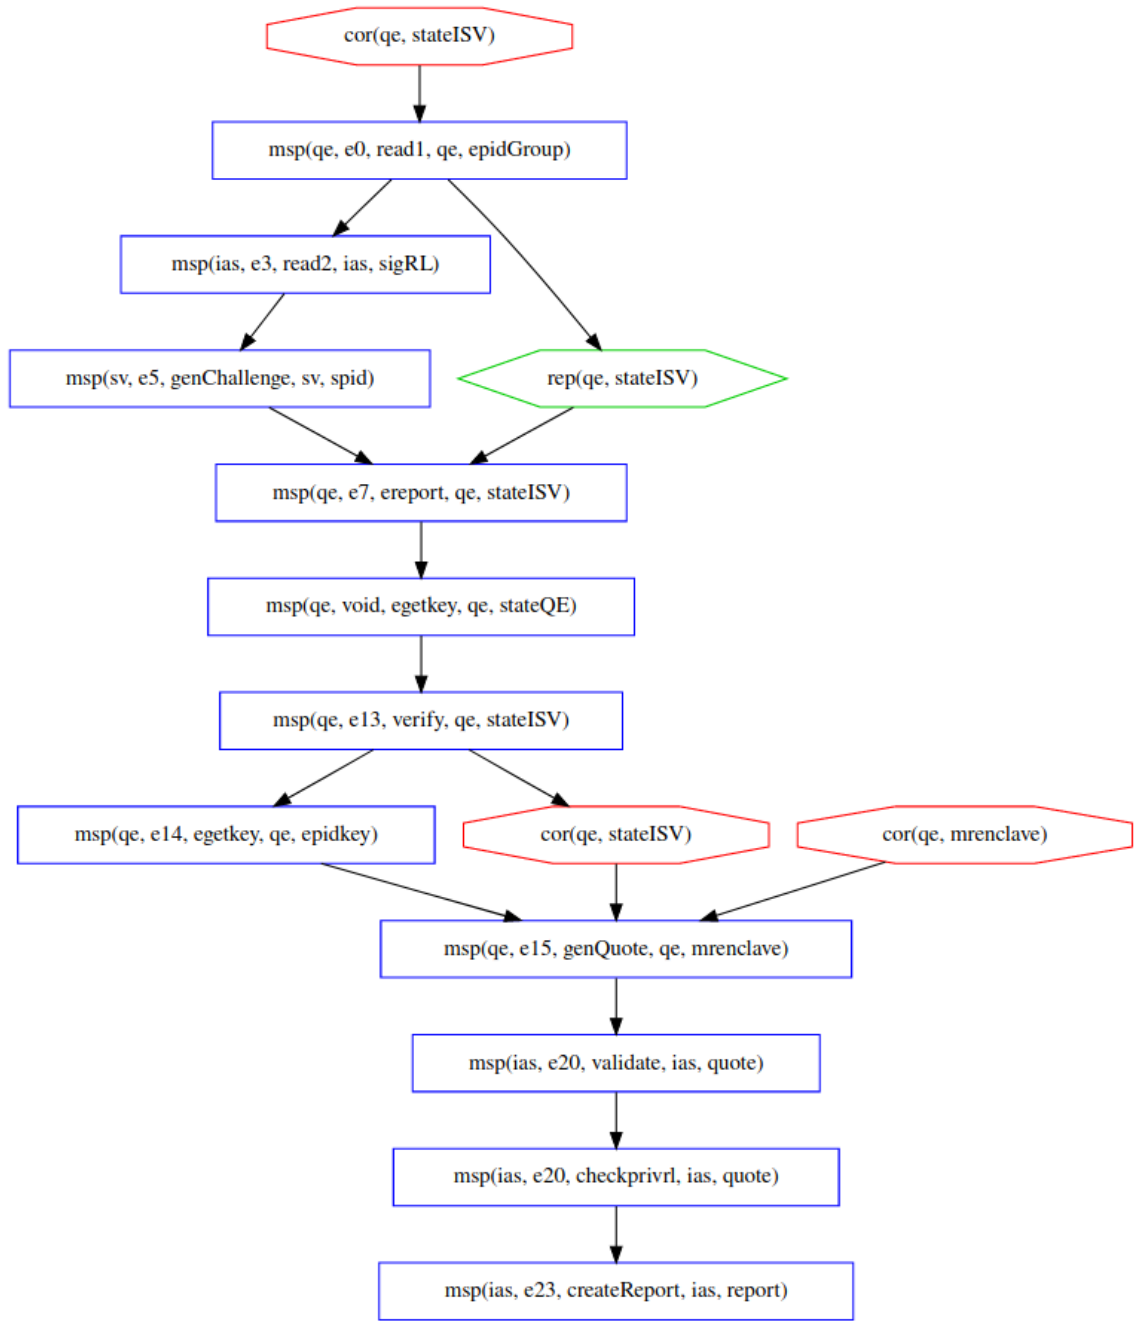 cor(qe, stateISV)
msp(qe, e0, read1, qe, epidGroup)
msp(ias, e3, read2, ias, sigRL)
msp(sv, e5, genChallenge, sv, spid)
rep(qe, stateISV)
msp(qe, e7, ereport, qe, stateISV)
msp(qe, void, egetkey, qe, stateQE)
msp(qe, e13, verify, qe, stateISV)
msp(qe, e14, egetkey, qe, epidkey)
cor(qe, stateISV)
cor(qe, mrenclave)
msp(qe, e15, genQuote, qe, mrenclave)
msp(ias, e20, validate, ias, quote)
msp(ias, e20, checkprivrl, ias, quote)
msp(ias, e23, createReport, ias, report)